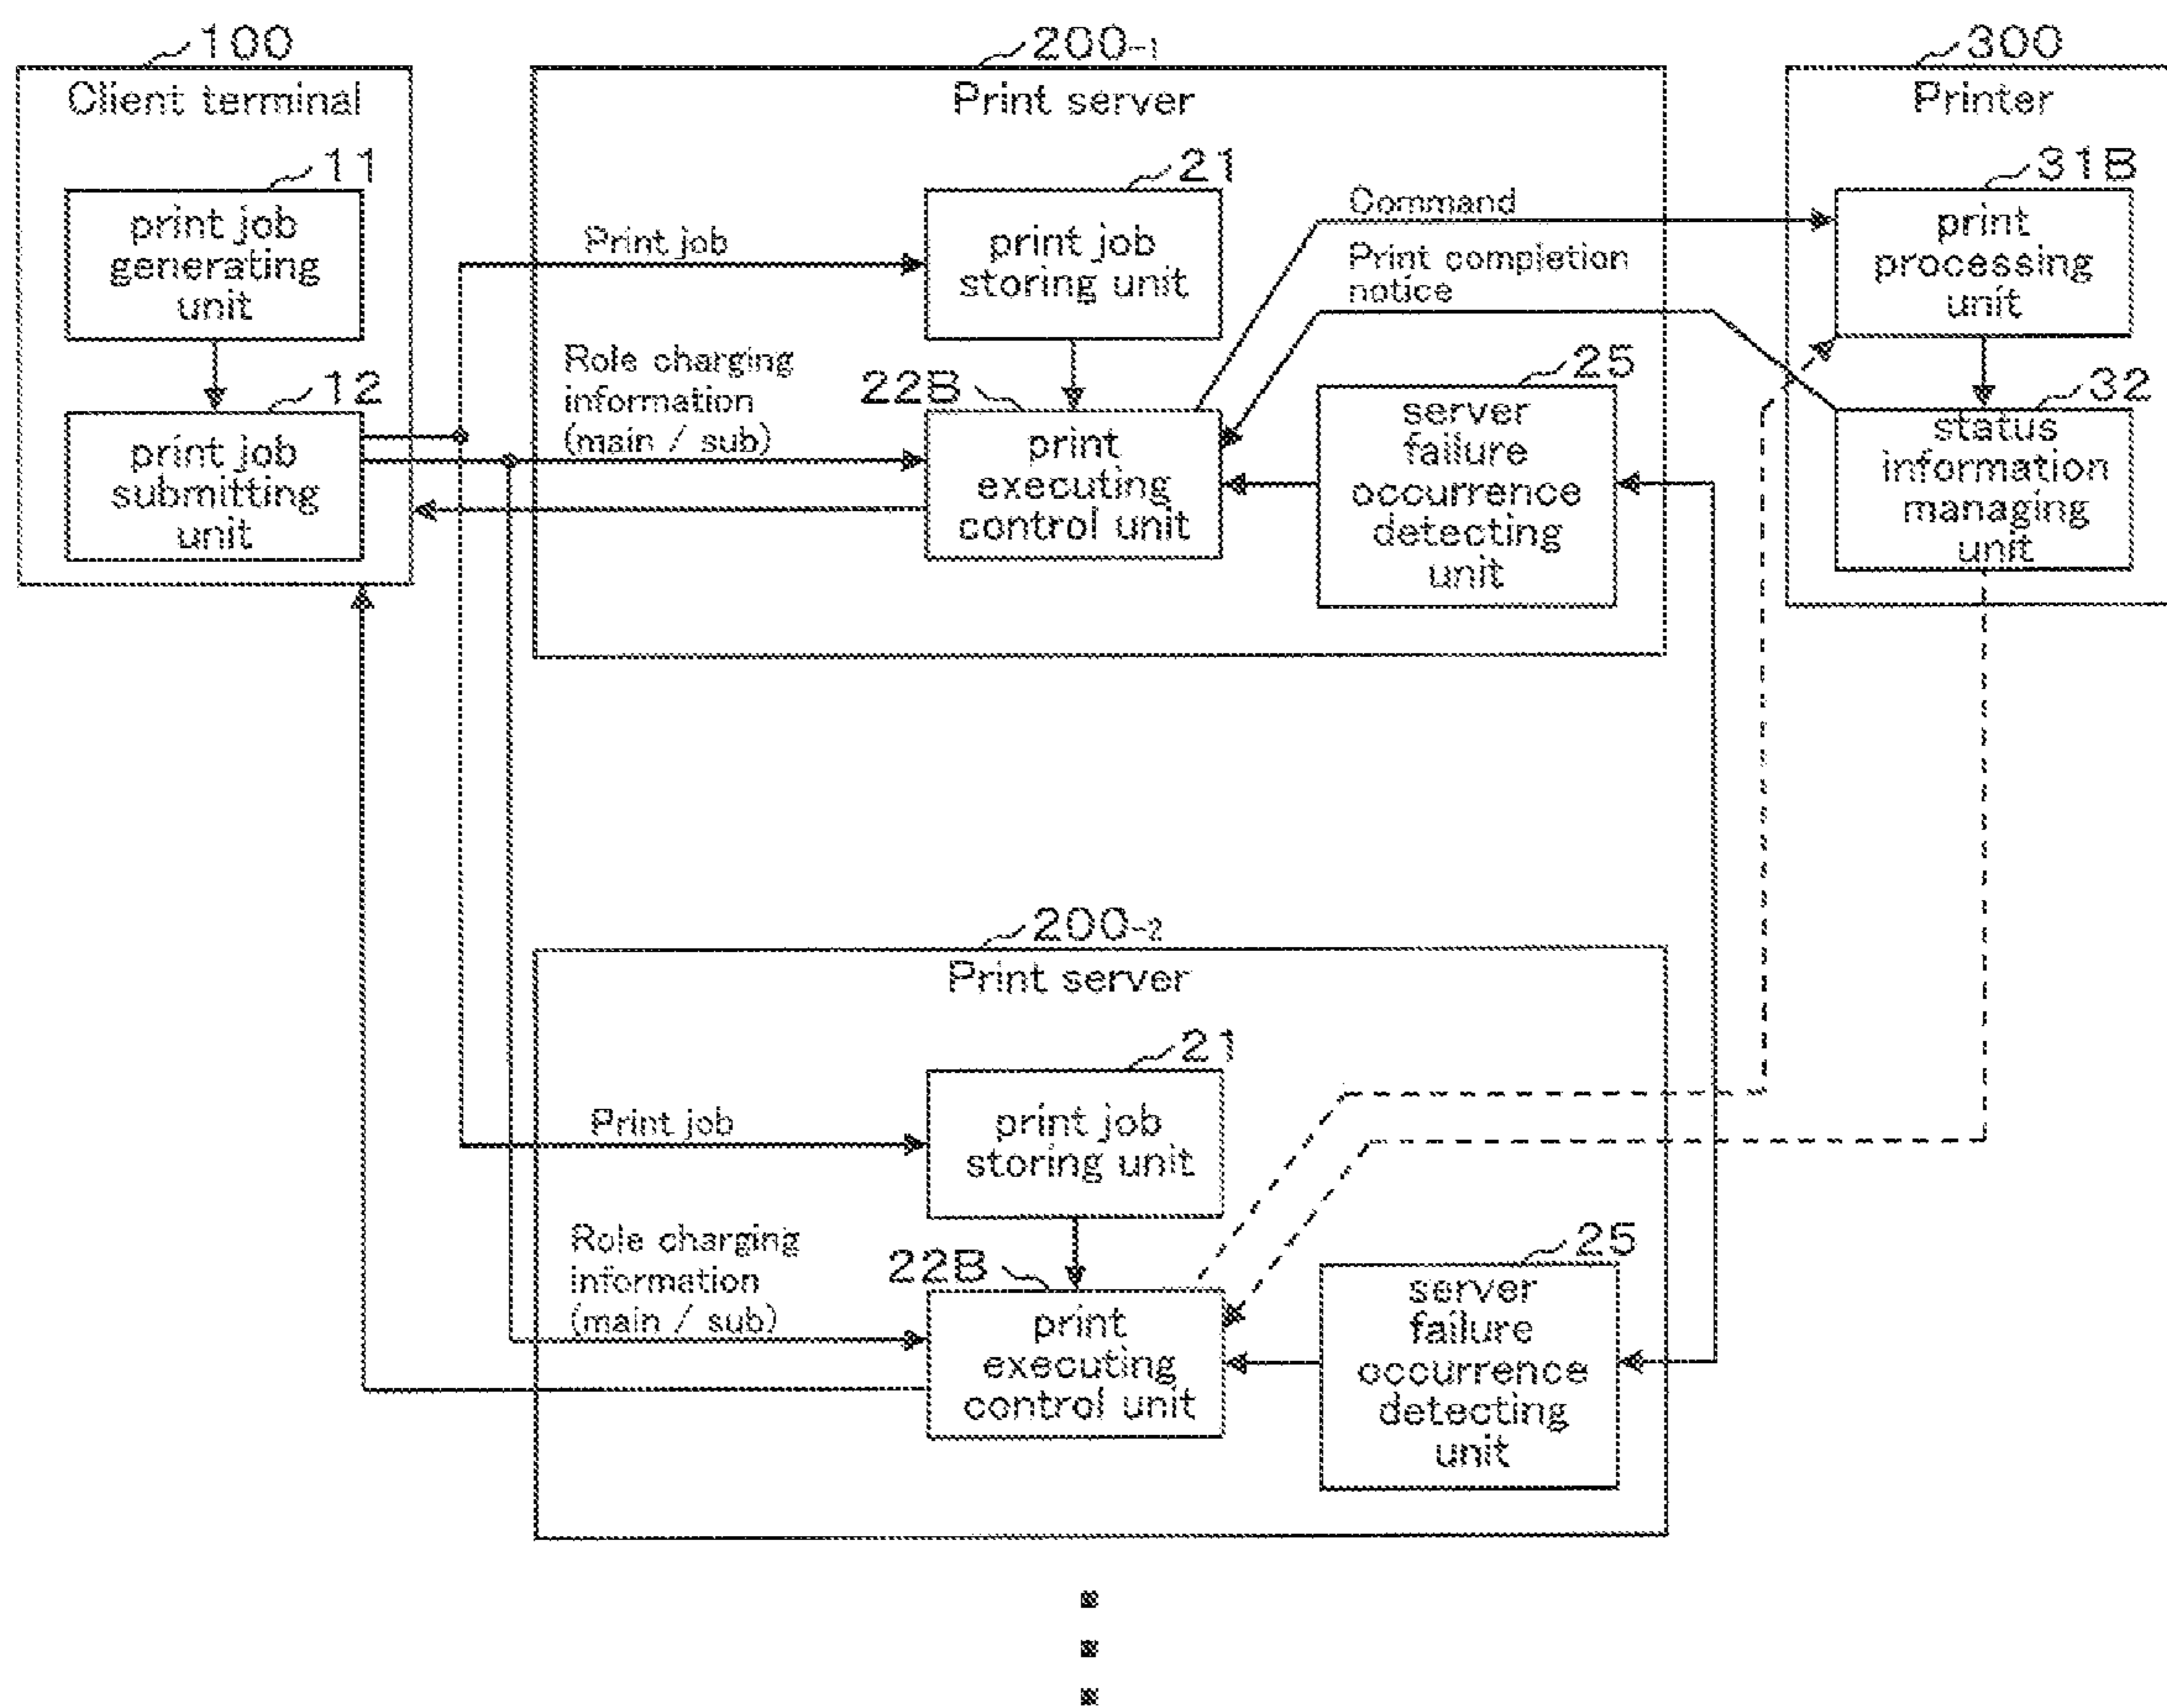 100
Client terminal
11
print job
generating
unit
12
print job
submitting
unit
200-1
Print server
Print job
21
print job
storing unit
Role charging
information
(main / sub)
22B
print
executing
control unit
Command
Print completion
notice
25
server
failure
occurrence
detecting
unit
300
Printer
31B
print
processing
unit
32
status
information
managing
unit
200-2
Print server
Print job
21
print job
storing unit
Role charging
information
(main / sub)
22B
print
executing
control unit
25
server
failure
occurrence
detecting
unit